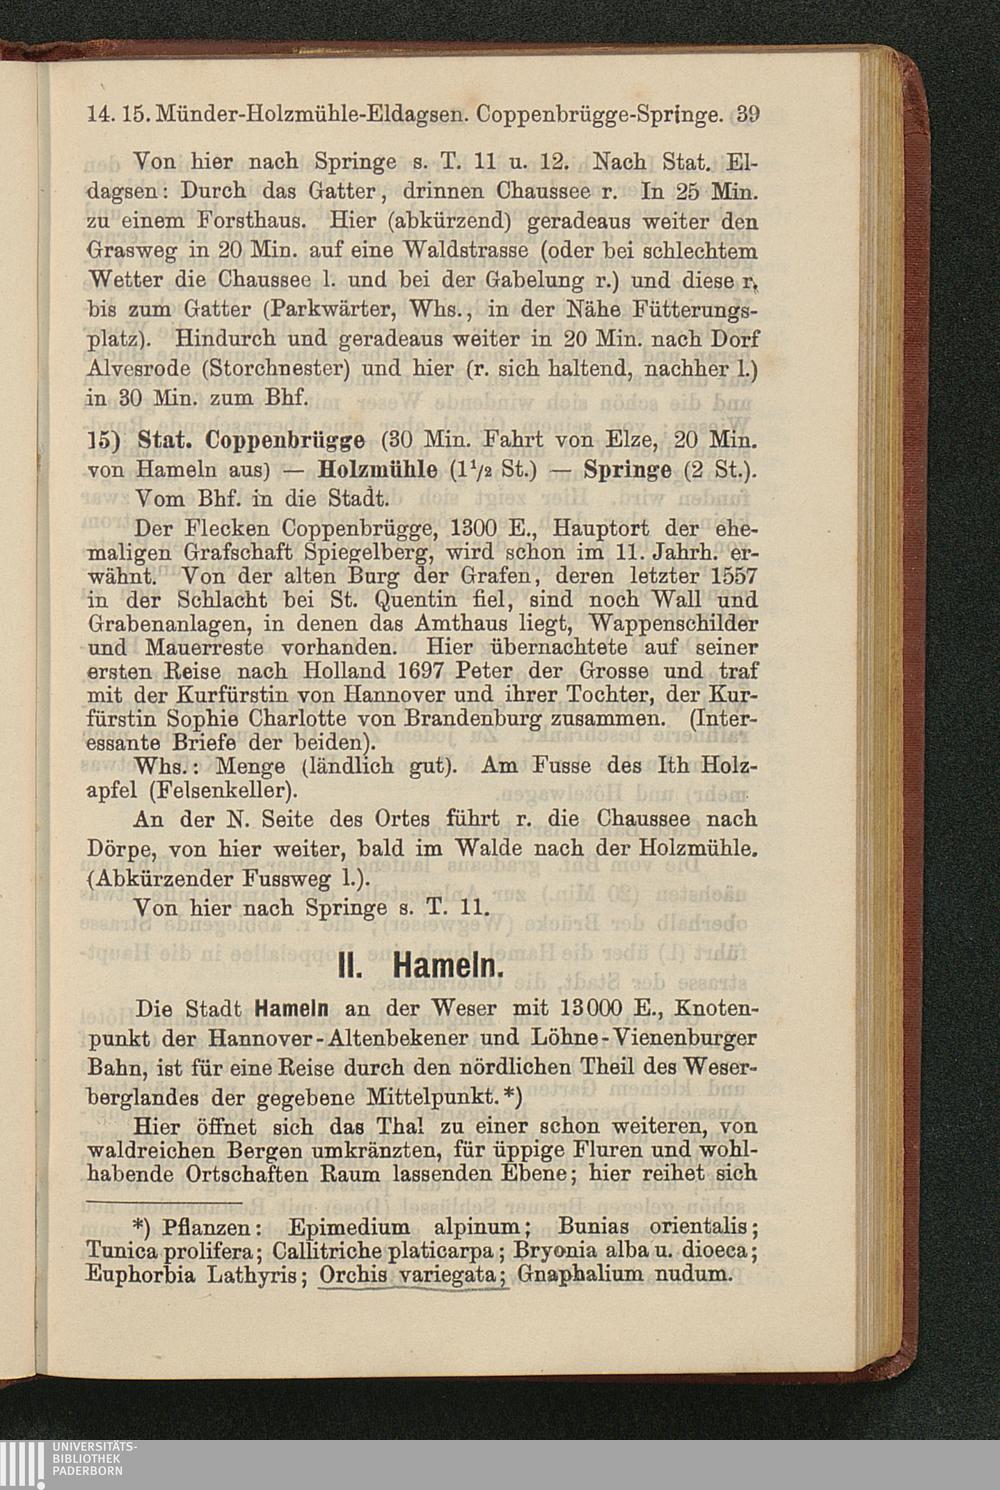 14. 15. Münder-Holzmühle-Eldagsen. Coppenbrügge-Springe. 39
Von hier nach Springe s. T. 11 u. 12. Nach Stat. El-
dagsen: Durch das Gatter, drinnen Chaussee r. In 25 Min.
zu einem Forsthaus. Hier (abkürzend) geradeaus weiter den
Grasweg in 20 Min. auf eine Waldstrasse (oder bei schlechtem
Wetter die Chaussee l. und bei der Gabelung r.) und diese r.
bis zum Gatter (Parkwärter, Whs., in der Nähe Fütterungs-
platz). Hindurch und geradeaus weiter in 20 Min. nach Dorf
Alvesrode (Storchnester) und hier (r. sich haltend, nachher l.)
in 30 Min. zum Bhf.
15) Stat. Coppenbrügge (30 Min. Fahrt von Elze, 20 Min.
von Hameln aus) — Holzmühle (1½ St.) — Springe (2 St.).
Vom Bhf. in die Stadt.
Der Flecken Coppenbrügge, 1300 E., Hauptort der ehe-
maligen Grafschaft Spiegelberg, wird schon im 11. Jahrh. er-
wähnt. Von der alten Burg der Grafen, deren letzter 1557
in der Schlacht bei St. Quentin fiel, sind noch Wall und
Grabenanlagen, in denen das Amthaus liegt, Wappenschilder
und Mauerreste vorhanden. Hier übernachtete auf seiner
ersten Reise nach Holland 1697 Peter der Grosse und traf
mit der Kurfürstin von Hannover und ihrer Tochter, der Kur-
fürstin Sophie Charlotte von Brandenburg zusammen. (Inter-
essante Briefe der beiden).
Whs.: Menge (ländlich gut). Am Fusse des Ith Holz-
apfel (Felsenkeller).
An der N. Seite des Ortes führt r. die Chaussee nach
Dörpe, von hier weiter, bald im Walde nach der Holzmühle.
(Abkürzender Fussweg l.).
Von hier nach Springe s. T. 11.
II. Hameln.
Die Stadt Hameln an der Weser mit 13000 E., Knoten-
punkt der Hannover-Altenbekener und Löhne-Vienenburger
Bahn, ist für eine Reise durch den nördlichen Theil des Weser-
berglandes der gegebene Mittelpunkt.*)
Hier öffnet sich das Thal zu einer schon weiteren, von
waldreichen Bergen umkränzten, für üppige Fluren und wohl-
habende Ortschaften Raum lassenden Ebene; hier reihet sich
*) Pflanzen: Epimedium alpinum; Bunias orientalis;
Tunica prolifera; Callitriche platicarpa; Bryonia alba u. dioeca;
Euphorbia Lathyris; Orchis variegata; Gnaphalium nudum.
UNIVERSITÄTS-
BIBLIOTHEK
PADERBORN